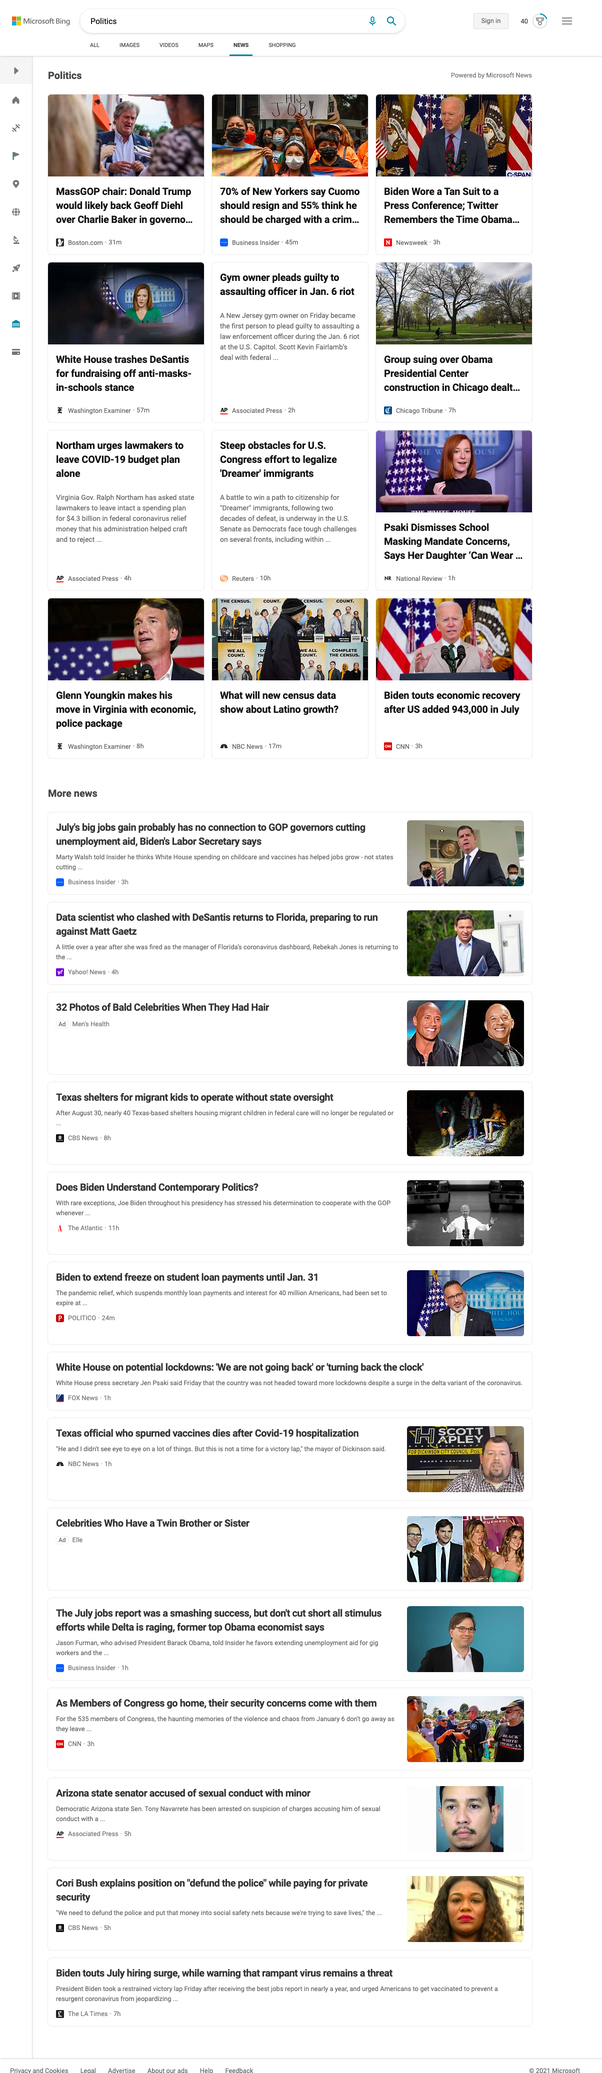 Microsoft Bing
Politics
Sign in
40
ALL
IMAGES
VIDEOS
MAPS
NEWS
SHOPPING
Politics
Powered by Microsoft News
MassGOP chair: Donald Trump
would likely back Geoff Diehl
over Charlie Baker in governo...
Boston.com · 31m
JOB!
70% of New Yorkers say Cuomo
should resign and 55% think he
should be charged with a crim...
Business Insider · 45m
C-SPAN
Biden Wore a Tan Suit to a
Press Conference; Twitter
Remembers the Time Obama...
Newsweek · 3h
White House trashes DeSantis
for fundraising off anti-masks-
in-schools stance
Washington Examiner · 57m
Gym owner pleads guilty to
assaulting officer in Jan. 6 riot
A New Jersey gym owner on Friday became
the first person to plead guilty to assaulting a
law enforcement officer during the Jan. 6 riot
at the U.S. Capitol. Scott Kevin Fairlamb's
deal with federal ...
AP Associated Press · 2h
Group suing over Obama
Presidential Center
construction in Chicago dealt...
Chicago Tribune · 7h
Northam urges lawmakers to
leave COVID-19 budget plan
alone
Virginia Gov. Ralph Northam has asked state
lawmakers to leave intact a spending plan
for $4.3 billion in federal coronavirus relief
money that his administration helped craft
and to reject ...
AP Associated Press · 4h
Steep obstacles for U.S.
Congress effort to legalize
'Dreamer' immigrants
A battle to win a path to citizenship for
"Dreamer" immigrants, following two
decades of defeat, is underway in the U.S.
Senate as Democrats face tough challenges
on several fronts, including within ...
Reuters · 10h
Psaki Dismisses School
Masking Mandate Concerns,
Says Her Daughter 'Can Wear ...
NR National Review · 1h
Glenn Youngkin makes his
move in Virginia with economic,
police package
Washington Examiner · 8h
WE ALL COUNT.
COMPLETE THE CENSUS.
What will new census data
show about Latino growth?
NBC News · 17m
Biden touts economic recovery
after US added 943,000 in July
CNN · 3h
More news
July's big jobs gain probably has no connection to GOP governors cutting
unemployment aid, Biden's Labor Secretary says
Marty Walsh told Insider he thinks White House spending on childcare and vaccines has helped jobs grow - not states
cutting ...
Business Insider · 3h
Data scientist who clashed with DeSantis returns to Florida, preparing to run
against Matt Gaetz
A little over a year after she was fired as the manager of Florida's coronavirus dashboard, Rebekah Jones is returning to
the ...
Yahoo! News · 4h
32 Photos of Bald Celebrities When They Had Hair
Ad Men's Health
Texas shelters for migrant kids to operate without state oversight
After August 30, nearly 40 Texas-based shelters housing migrant children in federal care will no longer be regulated or
...
CBS News · 8h
Does Biden Understand Contemporary Politics?
With rare exceptions, Joe Biden throughout his presidency has stressed his determination to cooperate with the GOP
whenever ...
The Atlantic · 11h
Biden to extend freeze on student loan payments until Jan. 31
The pandemic relief, which suspends monthly loan payments and interest for 40 million Americans, had been set to
expire at ...
POLITICO · 24m
White House on potential lockdowns: 'We are not going back' or 'turning back the clock'
White House press secretary Jen Psaki said Friday that the country was not headed toward more lockdowns despite a surge in the delta variant of the coronavirus.
FOX News · 1h
Texas official who spurned vaccines dies after Covid-19 hospitalization
"He and I didn't see eye to eye on a lot of things. But this is not a time for a victory lap," the mayor of Dickinson said.
NBC News · 1h
SCOTT
APLEY
FOR DICKINSON CITY COUNCIL
Celebrities Who Have a Twin Brother or Sister
Ad Elle
The July jobs report was a smashing success, but don't cut short all stimulus
efforts while Delta is raging, former top Obama economist says
Jason Furman, who advised President Barack Obama, told Insider he favors extending unemployment aid for gig
workers and the ...
Business Insider · 1h
As Members of Congress go home, their security concerns come with them
For the 535 members of Congress, the haunting memories of the violence and chaos from January 6 don't go away as
they leave ...
CNN · 3h
Arizona state senator accused of sexual conduct with minor
Democratic Arizona state Sen. Tony Navarrete has been arrested on suspicion of charges accusing him of sexual
conduct with a ...
AP Associated Press · 5h
Cori Bush explains position on "defund the police" while paying for private
security
"We need to defund the police and put that money into social safety nets because we're trying to save lives," the ...
CBS News · 5h
Biden touts July hiring surge, while warning that rampant virus remains a threat
President Biden took a restrained victory lap Friday after receiving the best jobs report in nearly a year, and urged Americans to get vaccinated to prevent a
resurgent coronavirus from jeopardizing ...
The LA Times · 7h
Privacy and Cookies
Legal
Advertise
About our ads
Help
Feedback
© 2021 Microsoft